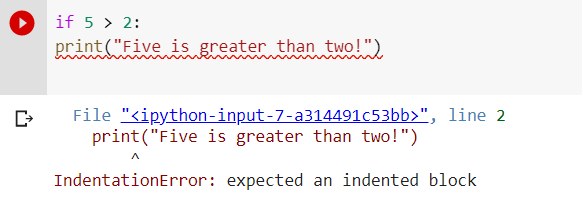 if 5 > 2:
print("Five is greater than two!")
File "<ipython-input-7-a314491c53bb>", line 2
print("Five is greater than two!")
^
IndentationError: expected an indented block